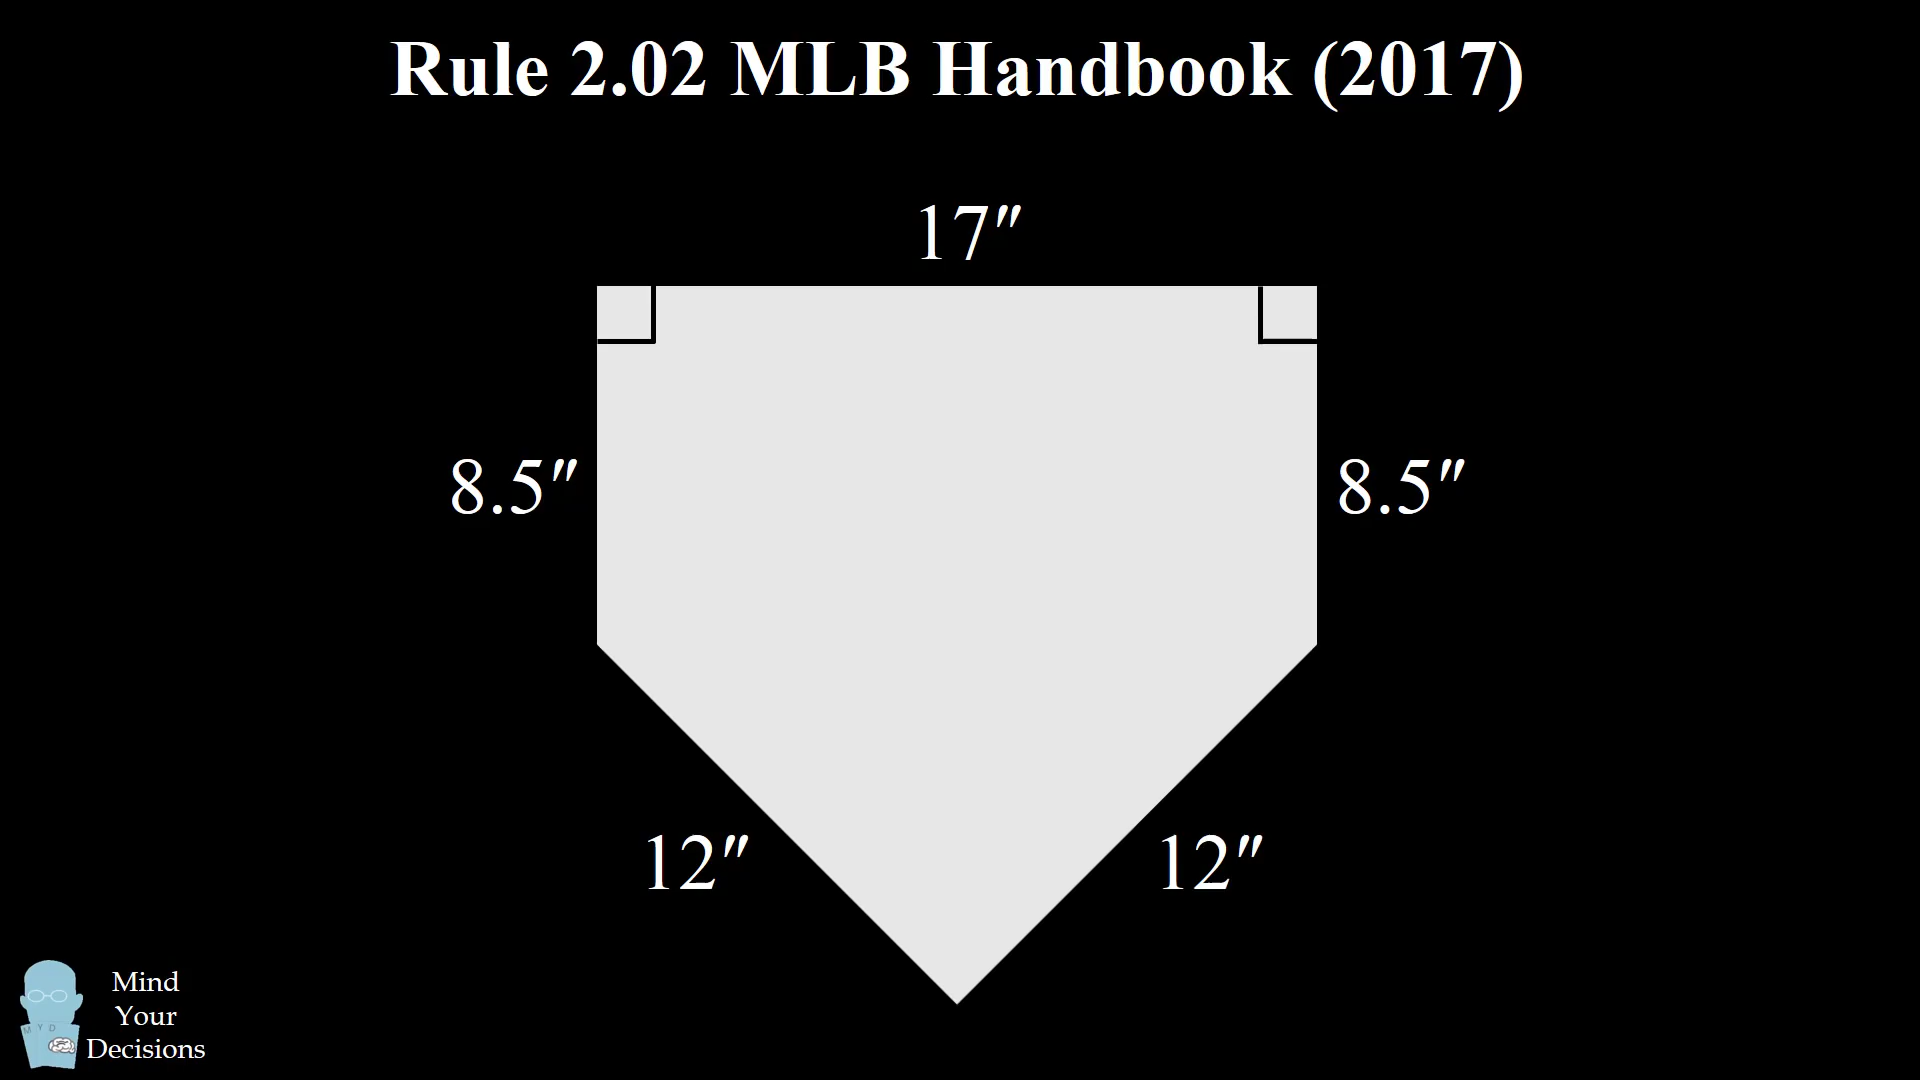 Rule 2.02 MLB Handbook (2017)
17″
8.5″
8.5″
12″
12″
M Y D
Mind
Your
Decisions